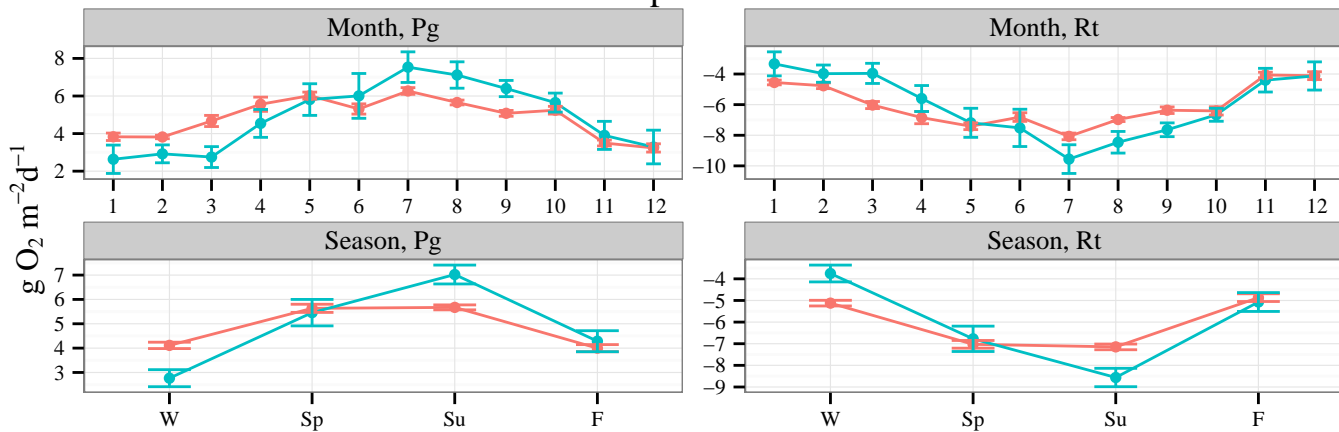 p
Month, Pg
Month, Rt
8
6
4
2
−4
−6
−8
−10
1 2 3 4 5 6 7 8 9 10 11 12
1 2 3 4 5 6 7 8 9 10 11 12
g O₂ m⁻²d⁻¹
Season, Pg
Season, Rt
7
6
5
4
3
−4
−5
−6
−7
−8
−9
W Sp Su F
W Sp Su F